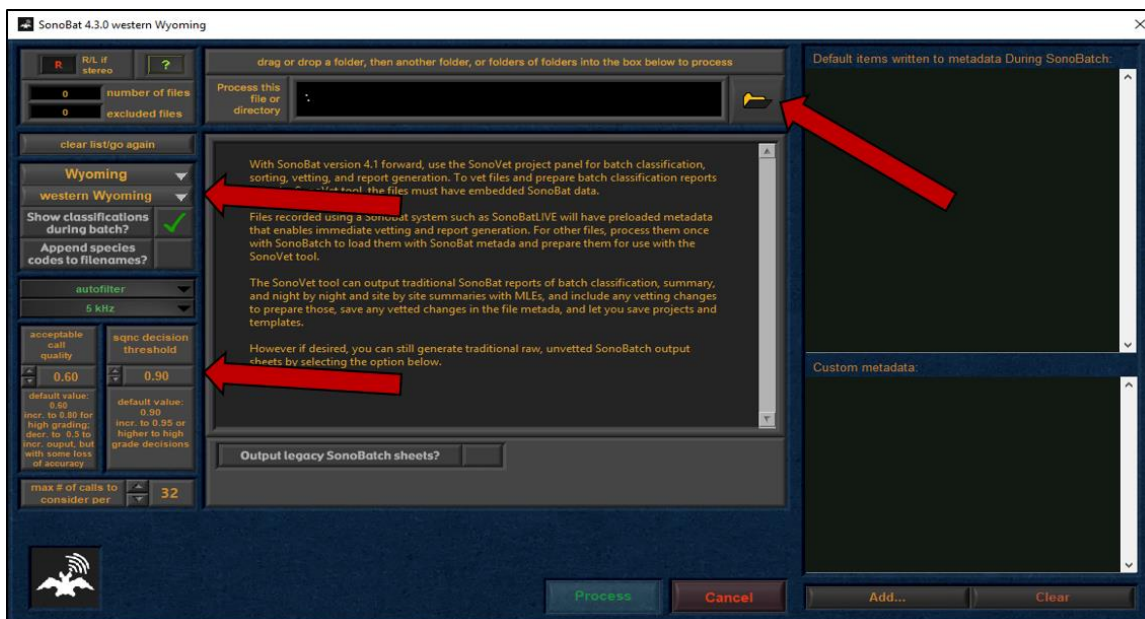 SonoBat 4.3.0 western Wyoming
R
R/L if
stereo
?
0
number of files
0
excluded files
drag or drop a folder, then another folder, or folders of folders into the box below to process
Process this
file or
directory
clear list/go again
Wyoming
western Wyoming
Show classifications
during batch?
Append species
codes to filenames?
autofilter
5 kHz
acceptable
call
quality
0.60
default value:
0.60
incr. to 0.80 for
high grading;
decr. to 0.5 to
incr. ouput, but
with some loss
of accuracy
sqnc decision
threshold
0.90
default value:
0.90
incr. to 0.95 or
higher to high
grade decisions
max # of calls to
consider per
32
With SonoBat version 4.1 forward, use the SonoVet project panel for batch classification,
sorting, vetting, and report generation. To vet files and prepare batch classification reports
tool, the files must have embedded SonoBat data.
Files recorded using a SonoBat system such as SonoBatLIVE will have preloaded metadata
that enables immediate vetting and report generation. For other files, process them once
with SonoBatch to load them with SonoBat metada and prepare them for use with the
SonoVet tool.
The SonoVet tool can output traditional SonoBat reports of batch classification, summary,
and night by night and site by site summaries with MLEs, and include any vetting changes
to prepare those, save any vetted changes in the file metada, and let you save projects and
templates.
However if desired, you can still generate traditional raw, unvetted SonoBatch output
sheets by selecting the option below.
Output legacy SonoBatch sheets?
Process
Cancel
Default items written to metadata During SonoBatch:
Custom metadata:
Add...
Clear